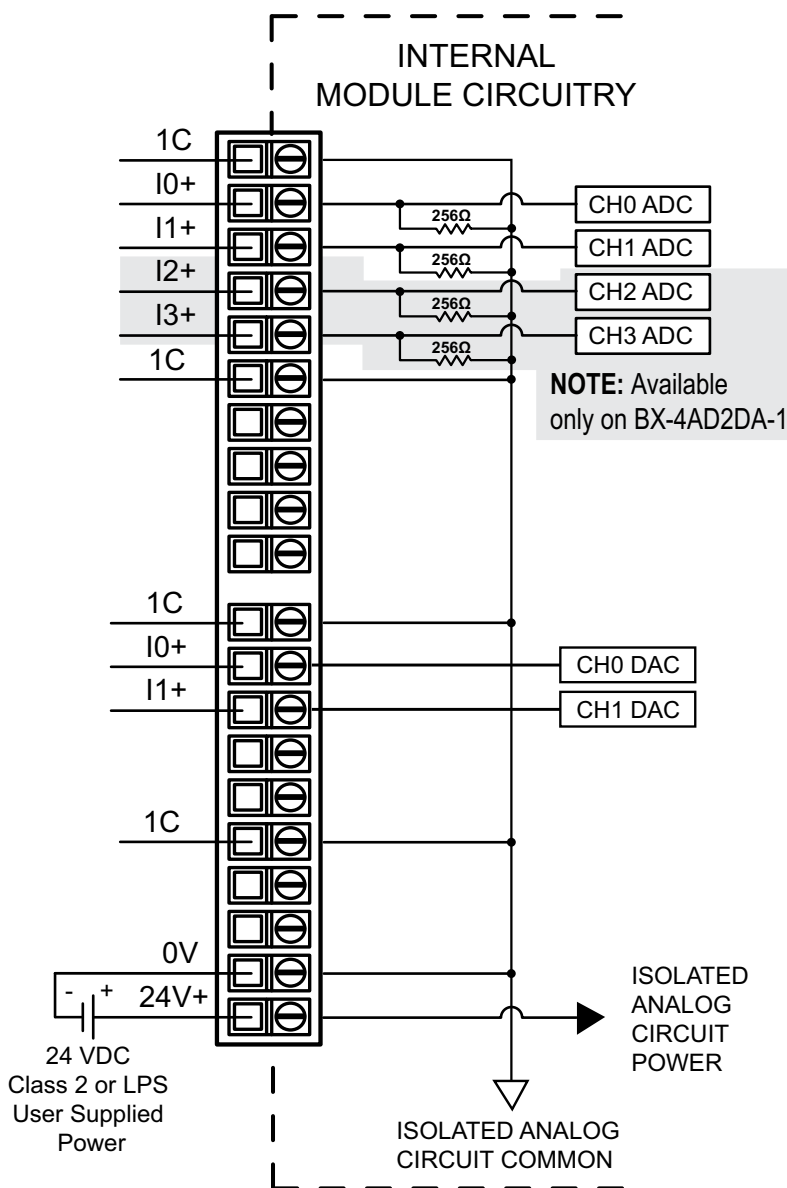 INTERNAL
MODULE CIRCUITRY
1C
I0+
CH0 ADC
256Ω
I1+
CH1 ADC
256Ω
I2+
CH2 ADC
256Ω
I3+
CH3 ADC
256Ω
1C
NOTE: Available
only on BX-4AD2DA-1
1C
I0+
CH0 DAC
I1+
CH1 DAC
1C
0V
- +
24V+
24 VDC
Class 2 or LPS
User Supplied
Power
ISOLATED
ANALOG
CIRCUIT
POWER
ISOLATED ANALOG
CIRCUIT COMMON